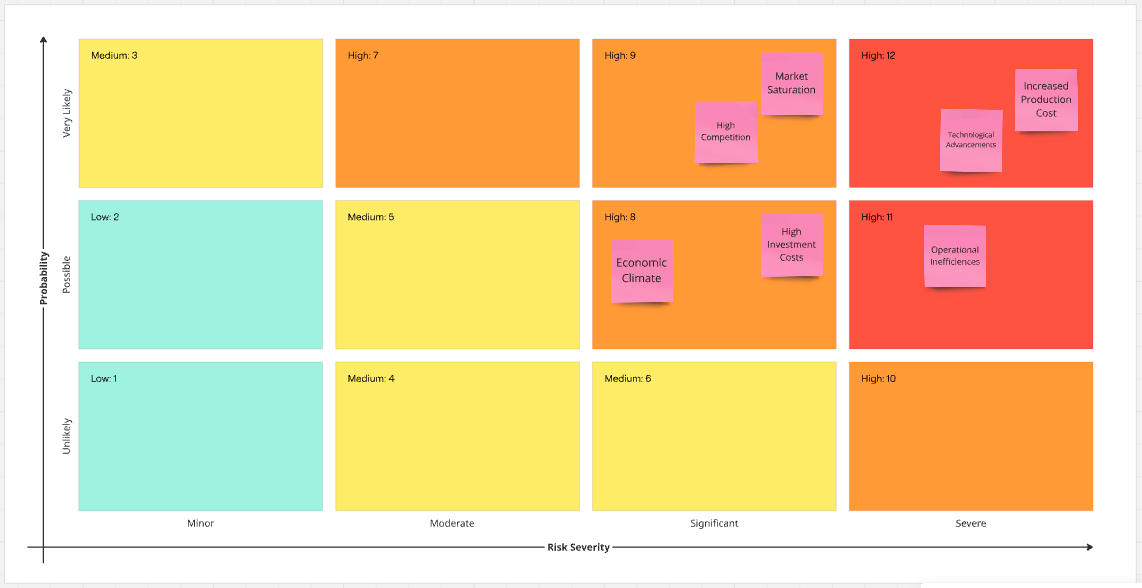 Medium: 3
High: 7
High: 9
High: 12
Market
Saturation
High
Competition
Increased
Production
Cost
Technological
Advancements
Very Likely
Low: 2
Medium: 5
High: 8
High: 11
Economic
Climate
High
Investment
Costs
Operational
Inefficiences
Possible
Probability
Low: 1
Medium: 4
Medium: 6
High: 10
Unlikely
Minor
Moderate
Significant
Severe
Risk Severity